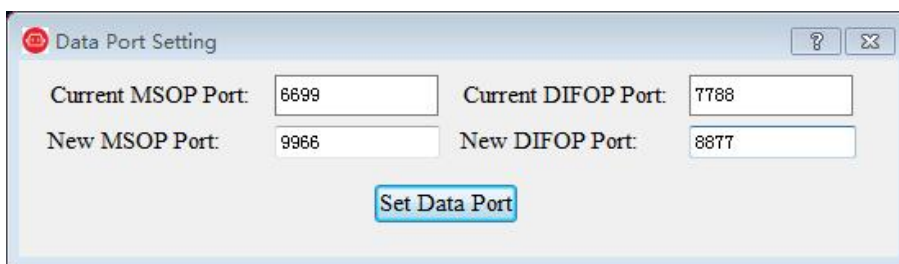 Data Port Setting
Current MSOP Port: 6699 Current DIFOP Port: 7788
New MSOP Port: 9966 New DIFOP Port: 8877
Set Data Port